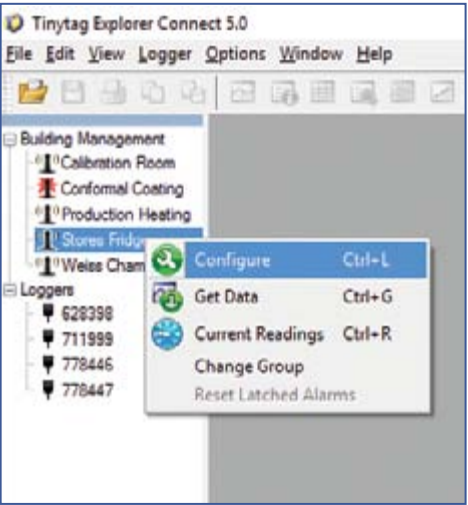 Tinytag Explorer Connect 5.0
File Edit View Logger Options Window Help
Building Management
Calibration Room
Conformal Coating
Production Heating
Stores Fridge
Weiss Cham
Configure Ctrl+L
Get Data Ctrl+G
Current Readings Ctrl+R
Change Group
Reset Latched Alarms
Loggers
628398
711999
778446
778447